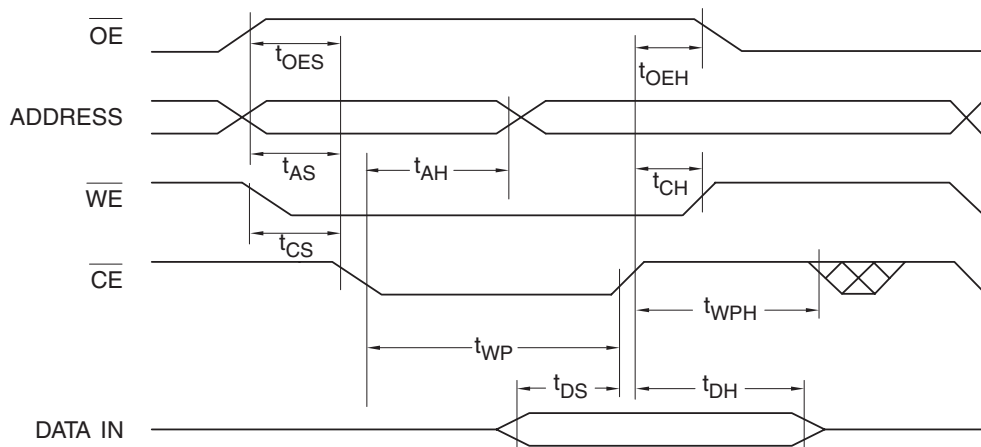 OE
tOES
tOEH
ADDRESS
tAS
tAH
tCH
WE
tCS
CE
tWPH
tWP
tDS
tDH
DATA IN